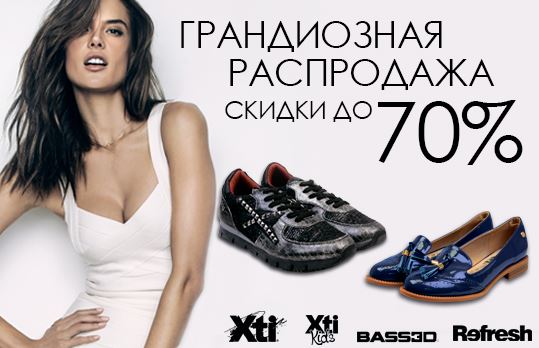 ГРАНДИОЗНАЯ
РАСПРОДАЖА
СКИДКИ ДО 70%
Xti Xti Kids BASS3D Refresh